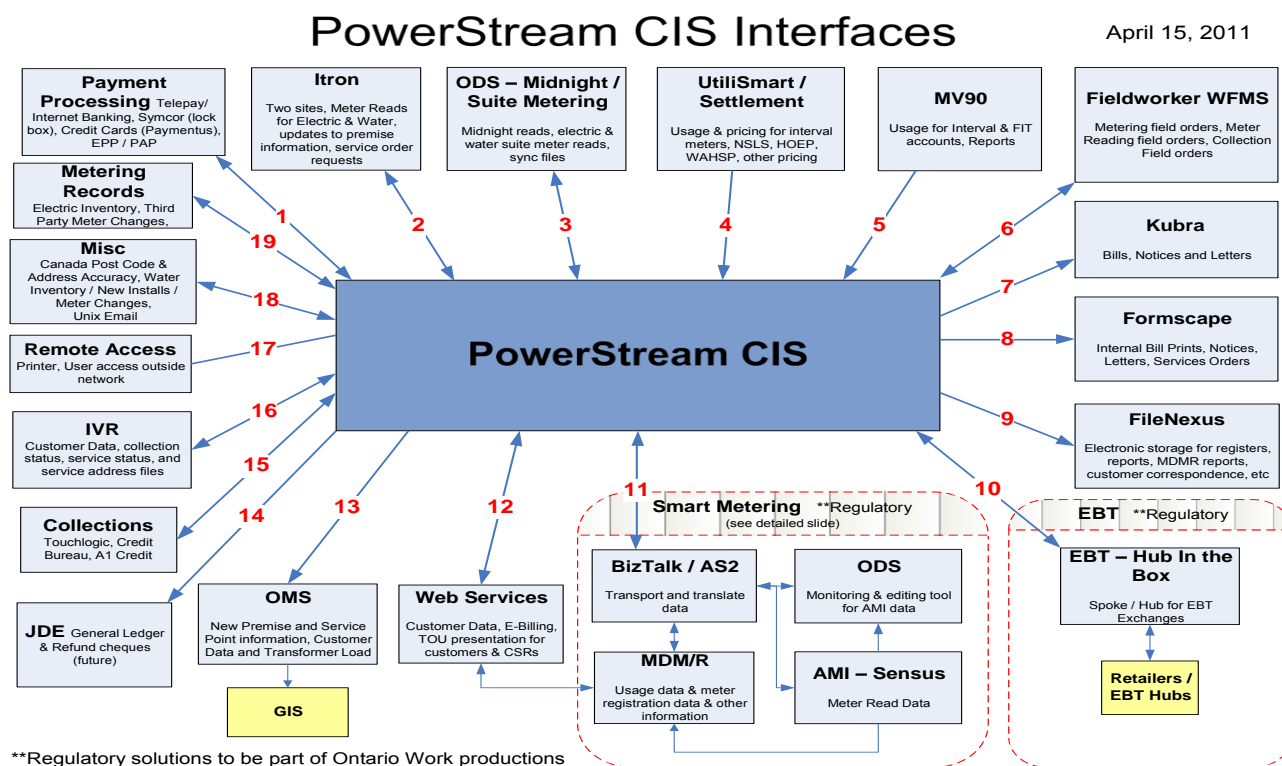 PowerStream CIS Interfaces
April 15, 2011
Payment
Processing Telepay/
Internet Banking, Symcor (lock
box), Credit Cards (Paymentus),
EPP / PAP
Itron
Two sites, Meter Reads
for Electric & Water,
updates to premise
information, service order
requests
ODS – Midnight /
Suite Metering
Midnight reads, electric &
water suite meter reads,
sync files
UtiliSmart /
Settlement
Usage & pricing for interval
meters, NSLS, HOEP,
WAHSP, other pricing
MV90
Usage for Interval & FIT
accounts, Reports
Fieldworker WFMS
Metering field orders, Meter
Reading field orders, Collection
Field orders
Metering
Records
Electric Inventory, Third
Party Meter Changes,
Misc
Canada Post Code &
Address Accuracy, Water
Inventory / New Installs /
Meter Changes,
Unix Email
Remote Access
Printer, User access outside
network
IVR
Customer Data, collection
status, service status, and
service address files
Collections
Touchlogic, Credit
Bureau, A1 Credit
JDE General Ledger
& Refund cheques
(future)
1
2
3
4
5
6
7
8
9
10
11
12
13
14
15
16
17
18
19
PowerStream CIS
Kubra
Bills, Notices and Letters
Formscape
Internal Bill Prints, Notices,
Letters, Services Orders
FileNexus
Electronic storage for registers,
reports, MDMR reports,
customer correspondence, etc
OMS
New Premise and Service
Point information, Customer
Data and Transformer Load
GIS
Web Services
Customer Data, E-Billing,
TOU presentation for
customers & CSRs
Smart Metering **Regulatory
(see detailed slide)
BizTalk / AS2
Transport and translate
data
ODS
Monitoring & editing tool
for AMI data
MDM/R
Usage data & meter
registration data & other
information
AMI – Sensus
Meter Read Data
EBT **Regulatory
EBT – Hub In the
Box
Spoke / Hub for EBT
Exchanges
Retailers /
EBT Hubs
**Regulatory solutions to be part of Ontario Work productions